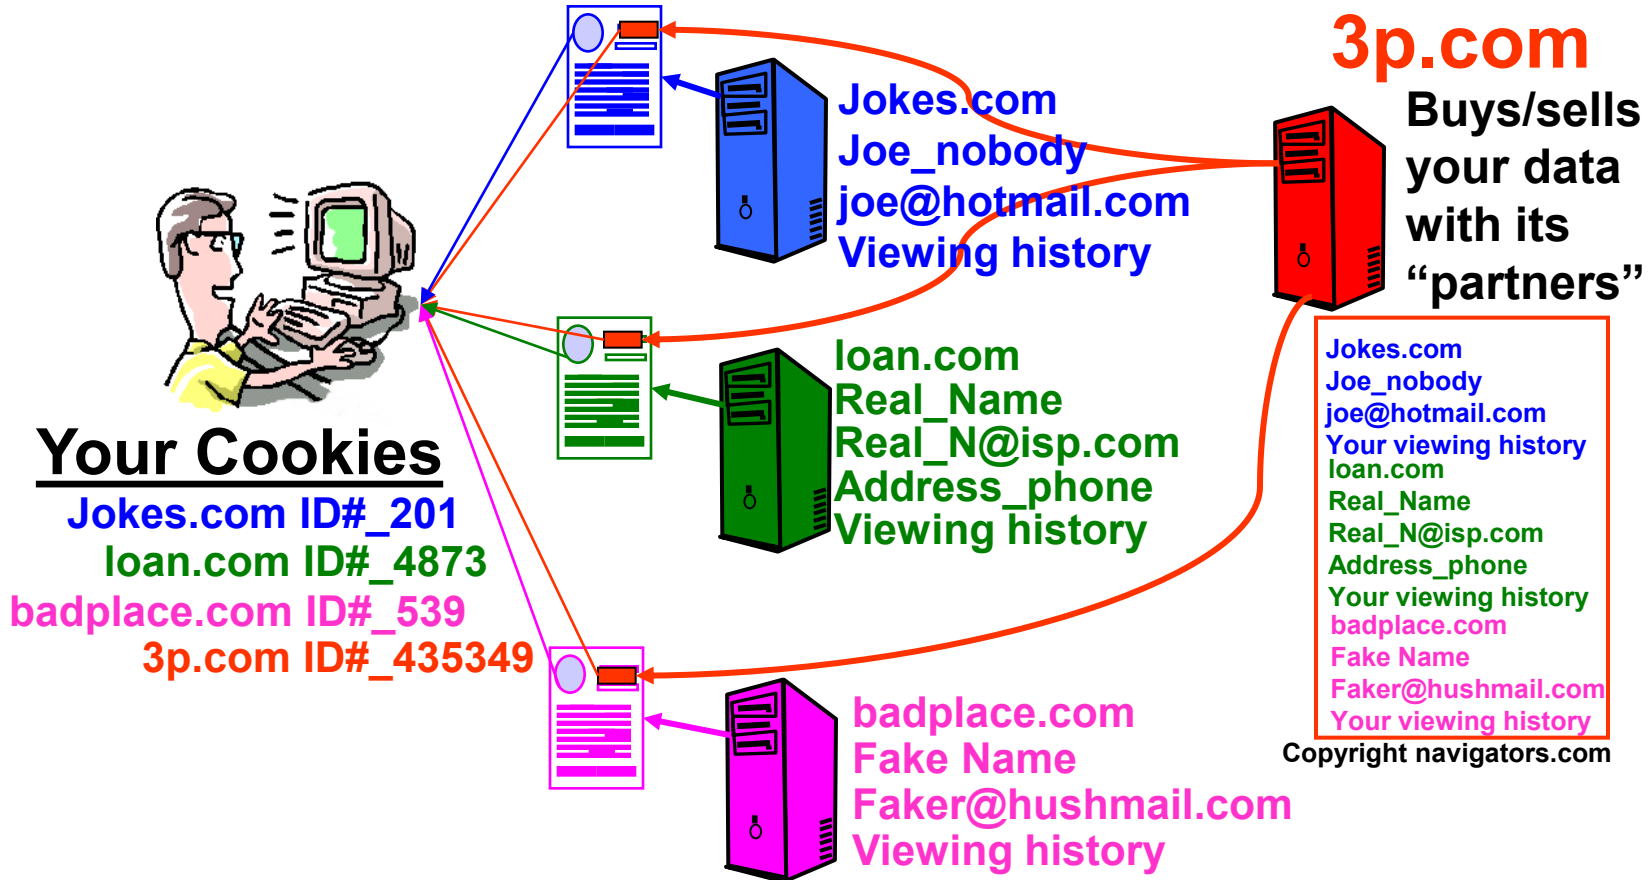 3p.com
Buys/sells
your data
with its
“partners”
Jokes.com
Joe_nobody
joe@hotmail.com
Viewing history
loan.com
Real_Name
Real_N@isp.com
Address_phone
Viewing history
Your Cookies
Jokes.com ID#_201
loan.com ID#_4873
badplace.com ID#_539
3p.com ID#_435349
badplace.com
Fake Name
Faker@hushmail.com
Viewing history
Jokes.com
Joe_nobody
joe@hotmail.com
Your viewing history
loan.com
Real_Name
Real_N@isp.com
Address_phone
Your viewing history
badplace.com
Fake Name
Faker@hushmail.com
Your viewing history
Copyright navigators.com